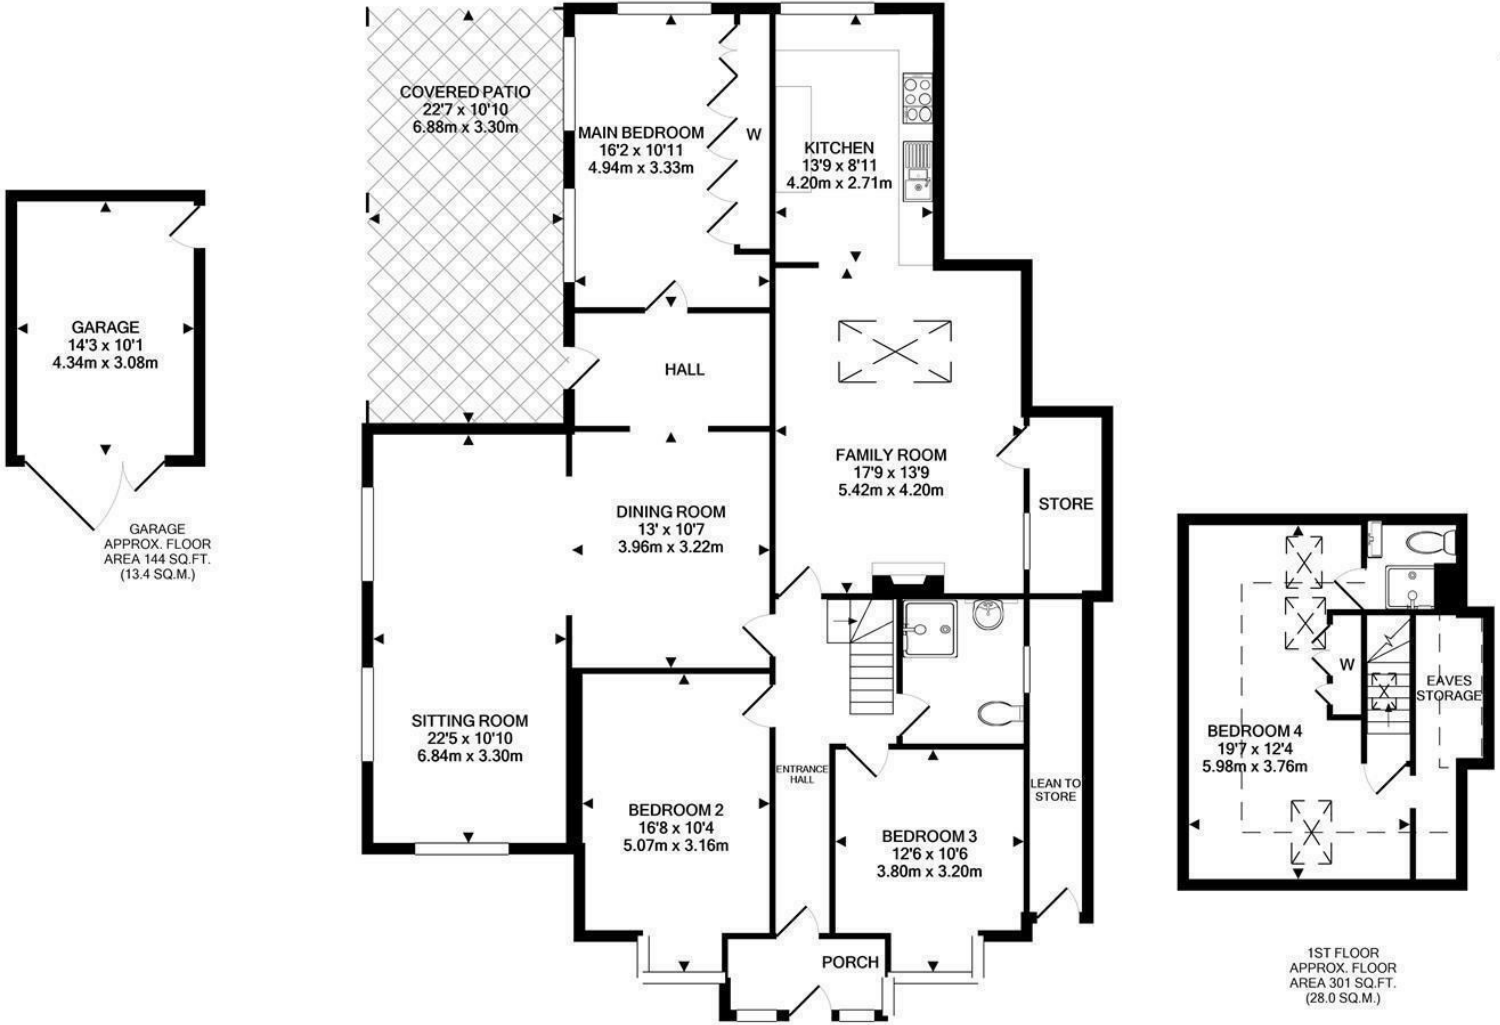 COVERED PATIO
22'7 x 10'10
6.88m x 3.30m
MAIN BEDROOM
16'2 x 10'11
4.94m x 3.33m
W
KITCHEN
13'9 x 8'11
4.20m x 2.71m
GARAGE
14'3 x 10'1
4.34m x 3.08m
HALL
FAMILY ROOM
17'9 x 13'9
5.42m x 4.20m
STORE
DINING ROOM
13' x 10'7
3.96m x 3.22m
GARAGE
APPROX. FLOOR
AREA 144 SQ.FT.
(13.4 SQ.M.)
SITTING ROOM
22'5 x 10'10
6.84m x 3.30m
BEDROOM 2
16'8 x 10'4
5.07m x 3.16m
ENTRANCE
HALL
BEDROOM 3
12'6 x 10'6
3.80m x 3.20m
LEAN TO
STORE
PORCH
W
EAVES
STORAGE
BEDROOM 4
19'7 x 12'4
5.98m x 3.76m
1ST FLOOR
APPROX. FLOOR
AREA 301 SQ.FT.
(28.0 SQ.M.)